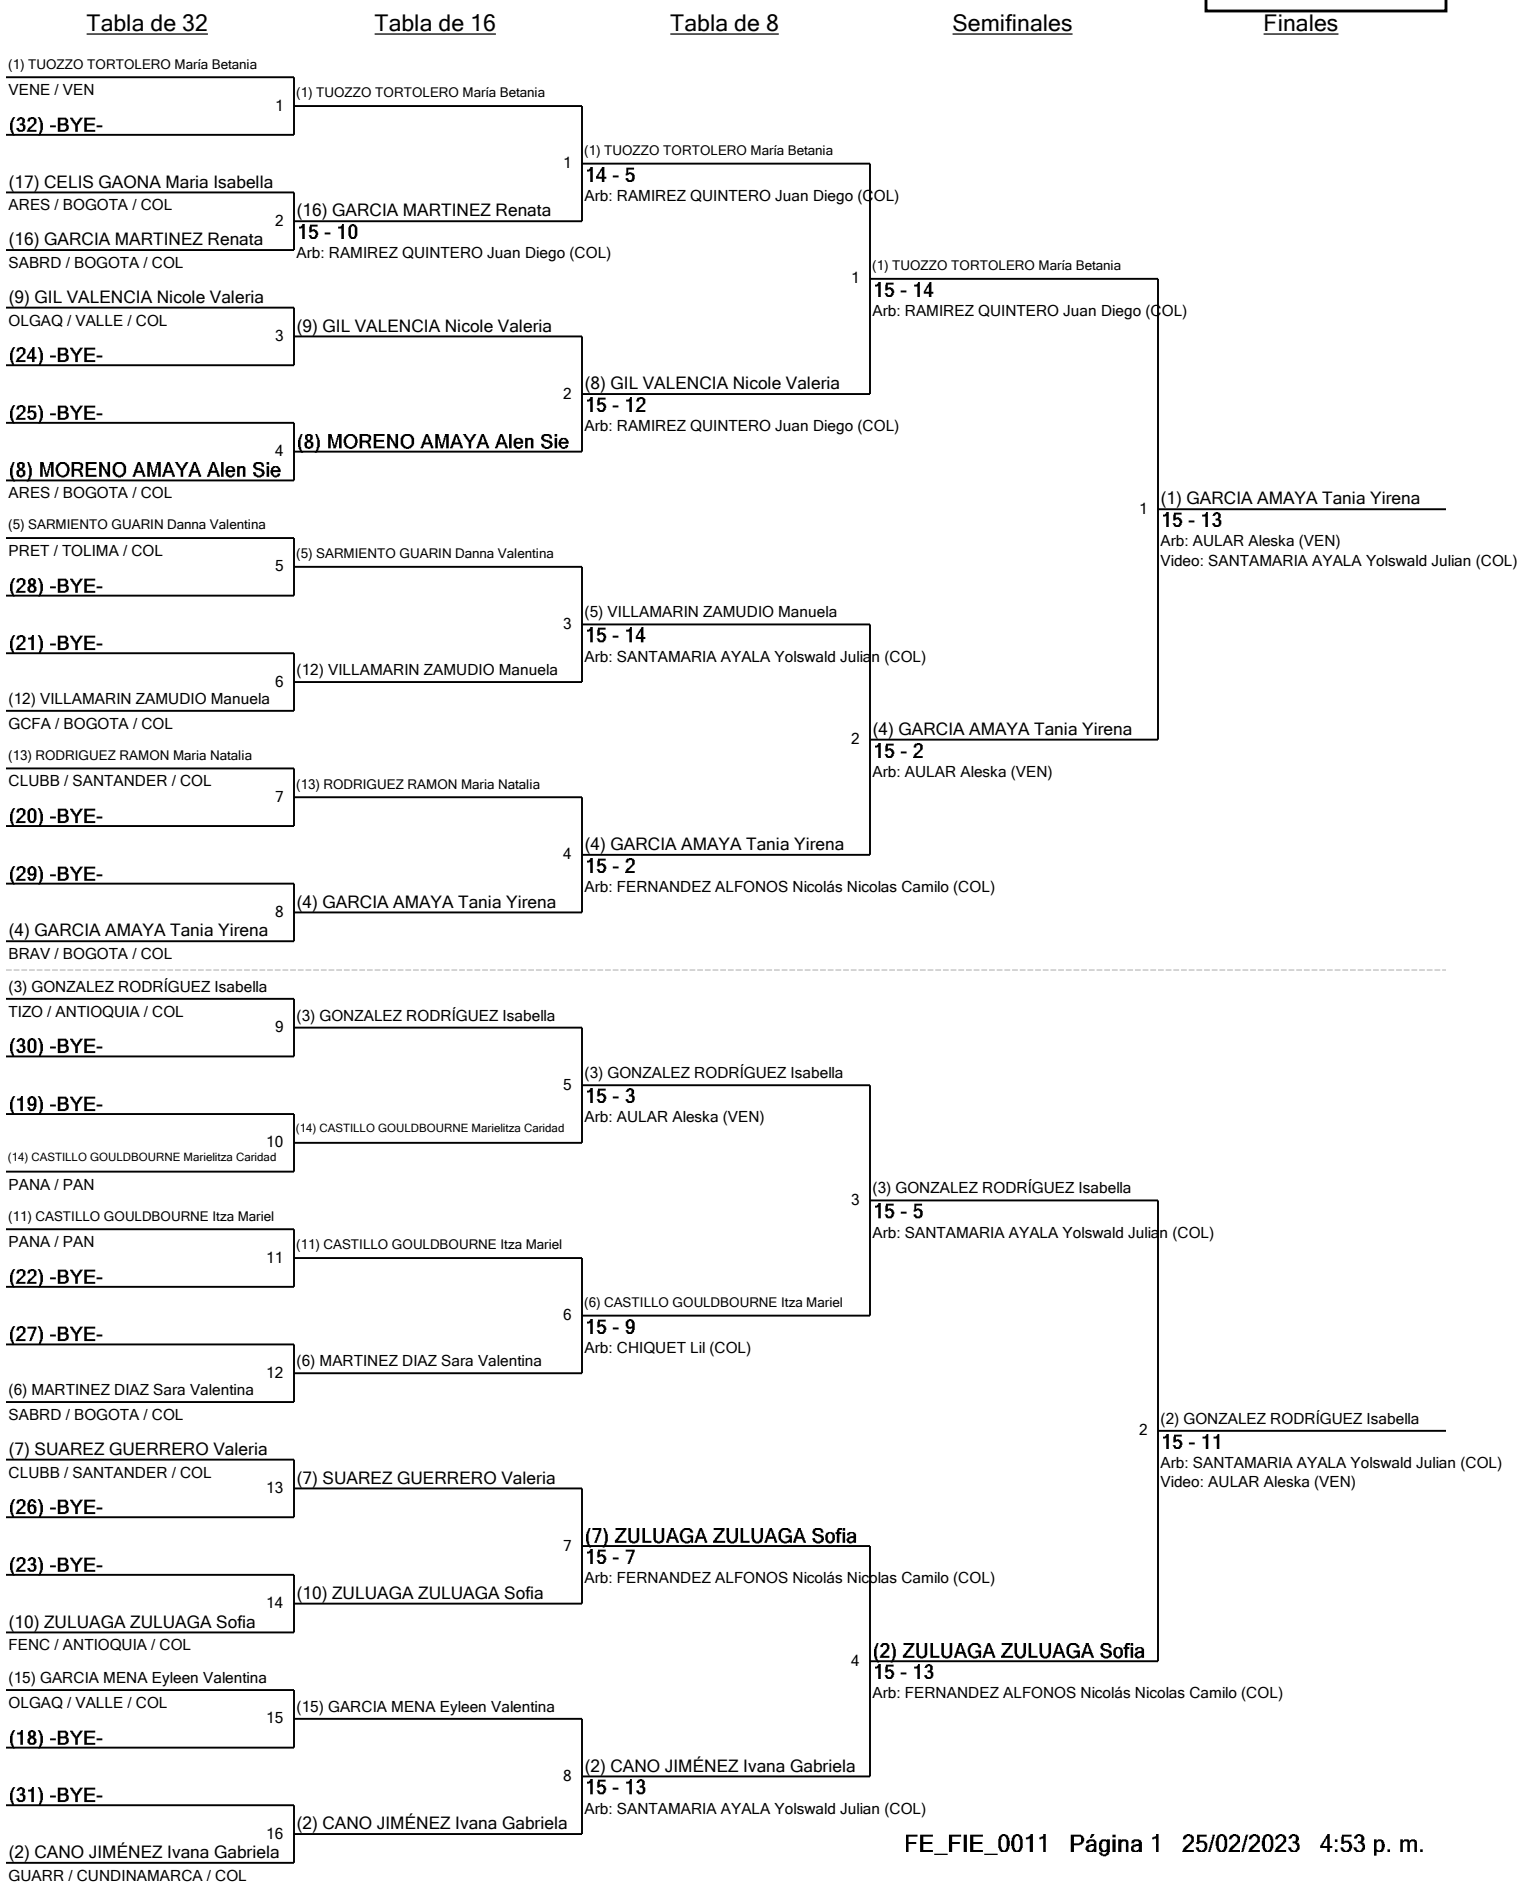 Tabla de 32
Tabla de 16
Tabla de 8
Semifinales
Finales
(1) TUOZZO TORTOLERO María Betania
VENE / VEN
1
(32) -BYE-
(17) CELIS GAONA Maria Isabella
ARES / BOGOTA / COL
2
(16) GARCIA MARTINEZ Renata
SABRD / BOGOTA / COL
(9) GIL VALENCIA Nicole Valeria
OLGAQ / VALLE / COL
3
(24) -BYE-
(25) -BYE-
4
(8) MORENO AMAYA Alen Sie
ARES / BOGOTA / COL
(5) SARMIENTO GUARIN Danna Valentina
PRET / TOLIMA / COL
5
(28) -BYE-
(21) -BYE-
6
(12) VILLAMARIN ZAMUDIO Manuela
GCFA / BOGOTA / COL
(13) RODRIGUEZ RAMON Maria Natalia
CLUBB / SANTANDER / COL
7
(20) -BYE-
(29) -BYE-
8
(4) GARCIA AMAYA Tania Yirena
BRAV / BOGOTA / COL
(3) GONZALEZ RODRÍGUEZ Isabella
TIZO / ANTIOQUIA / COL
9
(30) -BYE-
(19) -BYE-
10
(14) CASTILLO GOULDBOURNE Marielitza Caridad
PANA / PAN
(11) CASTILLO GOULDBOURNE Itza Mariel
PANA / PAN
11
(22) -BYE-
(27) -BYE-
12
(6) MARTINEZ DIAZ Sara Valentina
SABRD / BOGOTA / COL
(7) SUAREZ GUERRERO Valeria
CLUBB / SANTANDER / COL
13
(26) -BYE-
(23) -BYE-
14
(10) ZULUAGA ZULUAGA Sofia
FENC / ANTIOQUIA / COL
(15) GARCIA MENA Eyleen Valentina
OLGAQ / VALLE / COL
15
(18) -BYE-
(31) -BYE-
16
(2) CANO JIMÉNEZ Ivana Gabriela
GUARR / CUNDINAMARCA / COL
(1) TUOZZO TORTOLERO María Betania
1
(16) GARCIA MARTINEZ Renata
15 - 10
Arb: RAMIREZ QUINTERO Juan Diego (COL)
(9) GIL VALENCIA Nicole Valeria
2
(8) MORENO AMAYA Alen Sie
(5) SARMIENTO GUARIN Danna Valentina
3
(12) VILLAMARIN ZAMUDIO Manuela
(13) RODRIGUEZ RAMON Maria Natalia
4
(4) GARCIA AMAYA Tania Yirena
(3) GONZALEZ RODRÍGUEZ Isabella
5
(14) CASTILLO GOULDBOURNE Marielitza Caridad
(11) CASTILLO GOULDBOURNE Itza Mariel
6
(6) MARTINEZ DIAZ Sara Valentina
(7) SUAREZ GUERRERO Valeria
7
(10) ZULUAGA ZULUAGA Sofia
(15) GARCIA MENA Eyleen Valentina
8
(2) CANO JIMÉNEZ Ivana Gabriela
(1) TUOZZO TORTOLERO María Betania
14 - 5
Arb: RAMIREZ QUINTERO Juan Diego (COL)
1
(8) GIL VALENCIA Nicole Valeria
15 - 12
Arb: RAMIREZ QUINTERO Juan Diego (COL)
(5) VILLAMARIN ZAMUDIO Manuela
15 - 14
Arb: SANTAMARIA AYALA Yolswald Julian (COL)
2
(4) GARCIA AMAYA Tania Yirena
15 - 2
Arb: FERNANDEZ ALFONOS Nicolás Nicolas Camilo (COL)
(3) GONZALEZ RODRÍGUEZ Isabella
15 - 3
Arb: AULAR Aleska (VEN)
3
(6) CASTILLO GOULDBOURNE Itza Mariel
15 - 9
Arb: CHIQUET Lil (COL)
(7) ZULUAGA ZULUAGA Sofia
15 - 7
Arb: FERNANDEZ ALFONOS Nicolás Nicolas Camilo (COL)
4
(2) CANO JIMÉNEZ Ivana Gabriela
15 - 13
Arb: SANTAMARIA AYALA Yolswald Julian (COL)
(1) TUOZZO TORTOLERO María Betania
15 - 14
Arb: RAMIREZ QUINTERO Juan Diego (COL)
1
(4) GARCIA AMAYA Tania Yirena
15 - 2
Arb: AULAR Aleska (VEN)
(3) GONZALEZ RODRÍGUEZ Isabella
15 - 5
Arb: SANTAMARIA AYALA Yolswald Julian (COL)
2
(2) ZULUAGA ZULUAGA Sofia
15 - 13
Arb: FERNANDEZ ALFONOS Nicolás Nicolas Camilo (COL)
(1) GARCIA AMAYA Tania Yirena
15 - 13
Arb: AULAR Aleska (VEN)
Video: SANTAMARIA AYALA Yolswald Julian (COL)
(2) GONZALEZ RODRÍGUEZ Isabella
15 - 11
Arb: SANTAMARIA AYALA Yolswald Julian (COL)
Video: AULAR Aleska (VEN)
FE_FIE_0011 Página 1 25/02/2023 4:53 p. m.